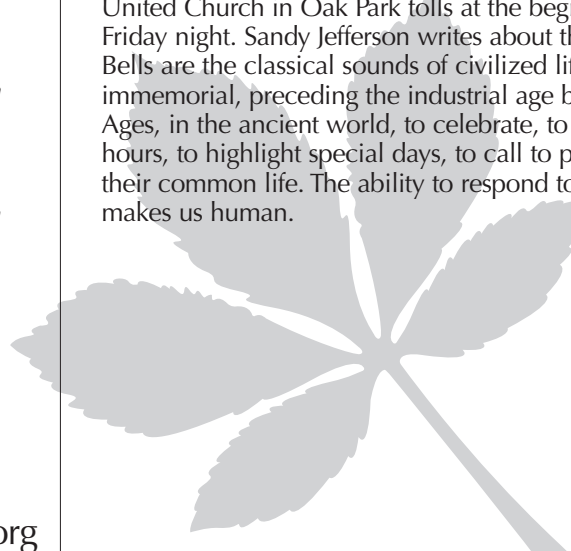 United Church in Oak Park tolls at the beg
Friday night. Sandy Jefferson writes about th
Bells are the classical sounds of civilized li
immemorial, preceding the industrial age b
Ages, in the ancient world, to celebrate, to
hours, to highlight special days, to call to p
their common life. The ability to respond to
makes us human.
org